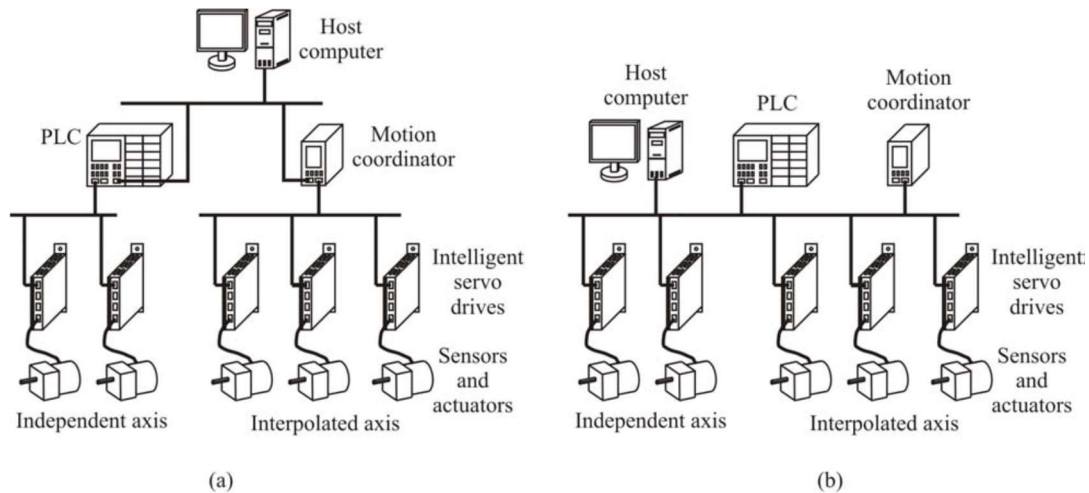 Host
computer
PLC
Motion
coordinator
Intelligent
servo
drives
Sensors
and
actuators
Independent axis
Interpolated axis
(a)
Host
computer
PLC
Motion
coordinator
Intelligent
servo
drives
Sensors
and
actuators
Independent axis
Interpolated axis
(b)